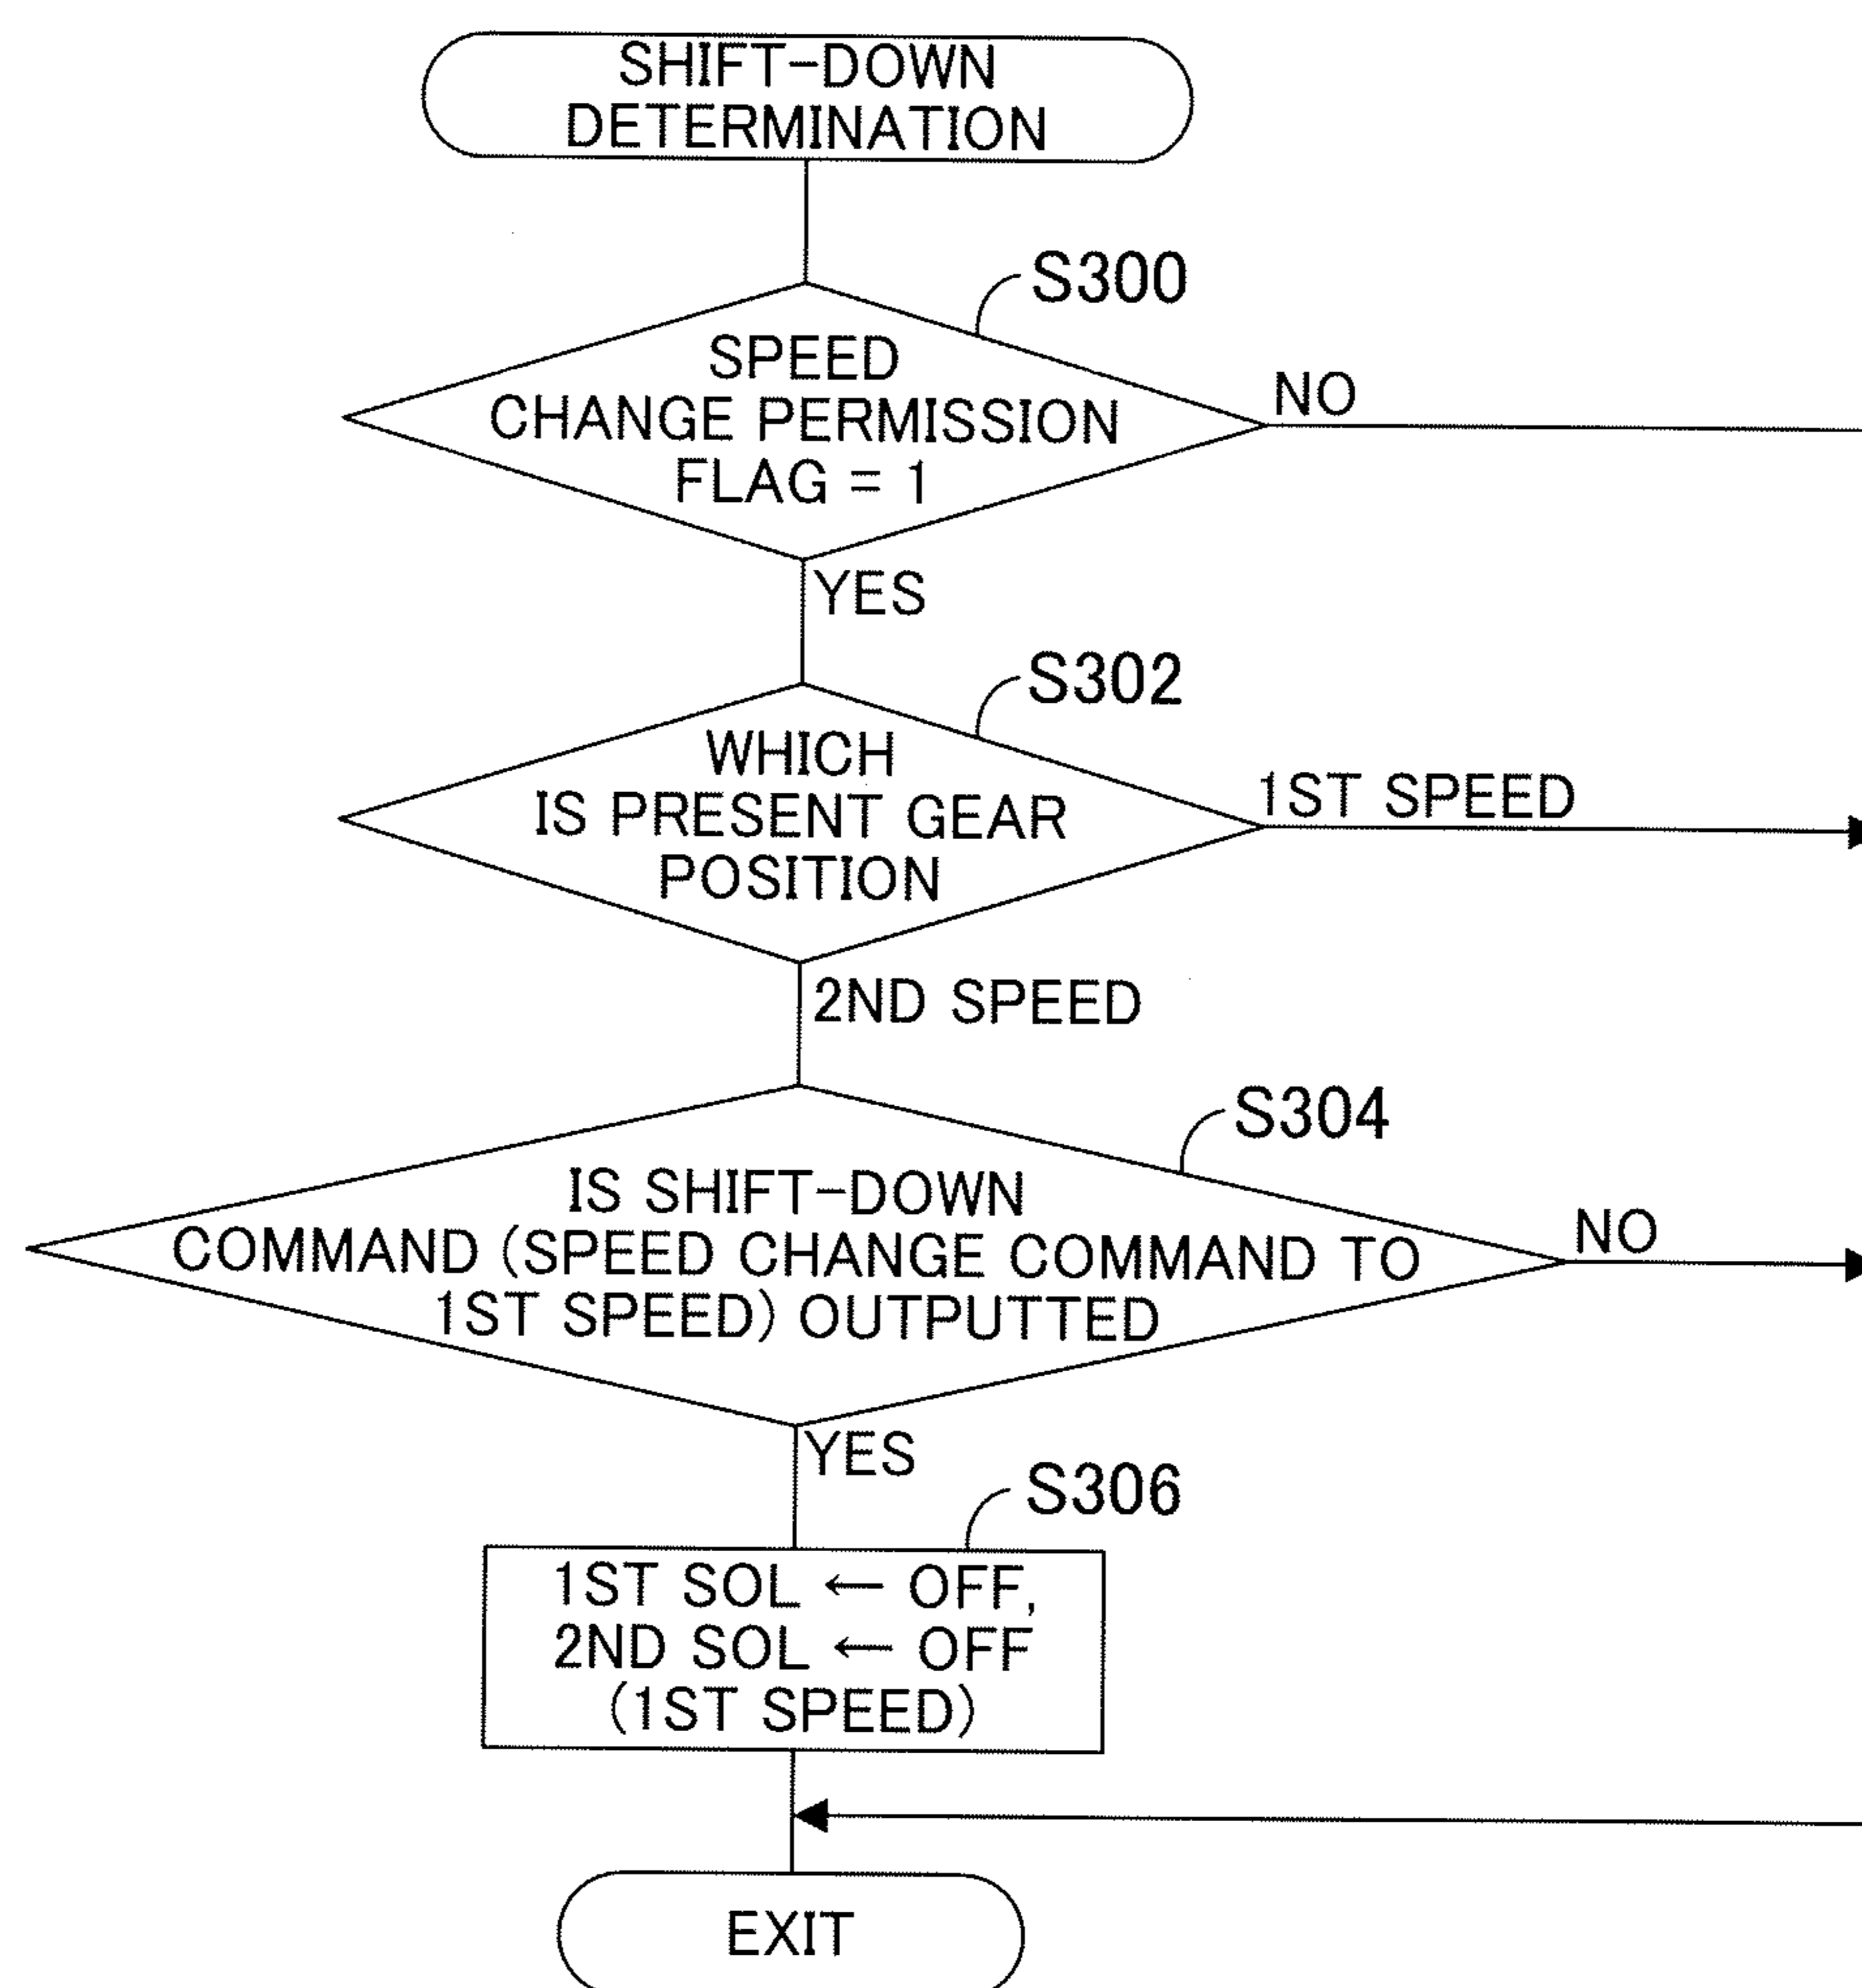 SHIFT-DOWN
DETERMINATION
S300
SPEED
CHANGE PERMISSION
FLAG = 1
NO
YES
S302
WHICH
IS PRESENT GEAR
POSITION
1ST SPEED
2ND SPEED
S304
IS SHIFT-DOWN
COMMAND (SPEED CHANGE COMMAND TO
1ST SPEED) OUTPUTTED
NO
YES
S306
1ST SOL ← OFF,
2ND SOL ← OFF
(1ST SPEED)
EXIT